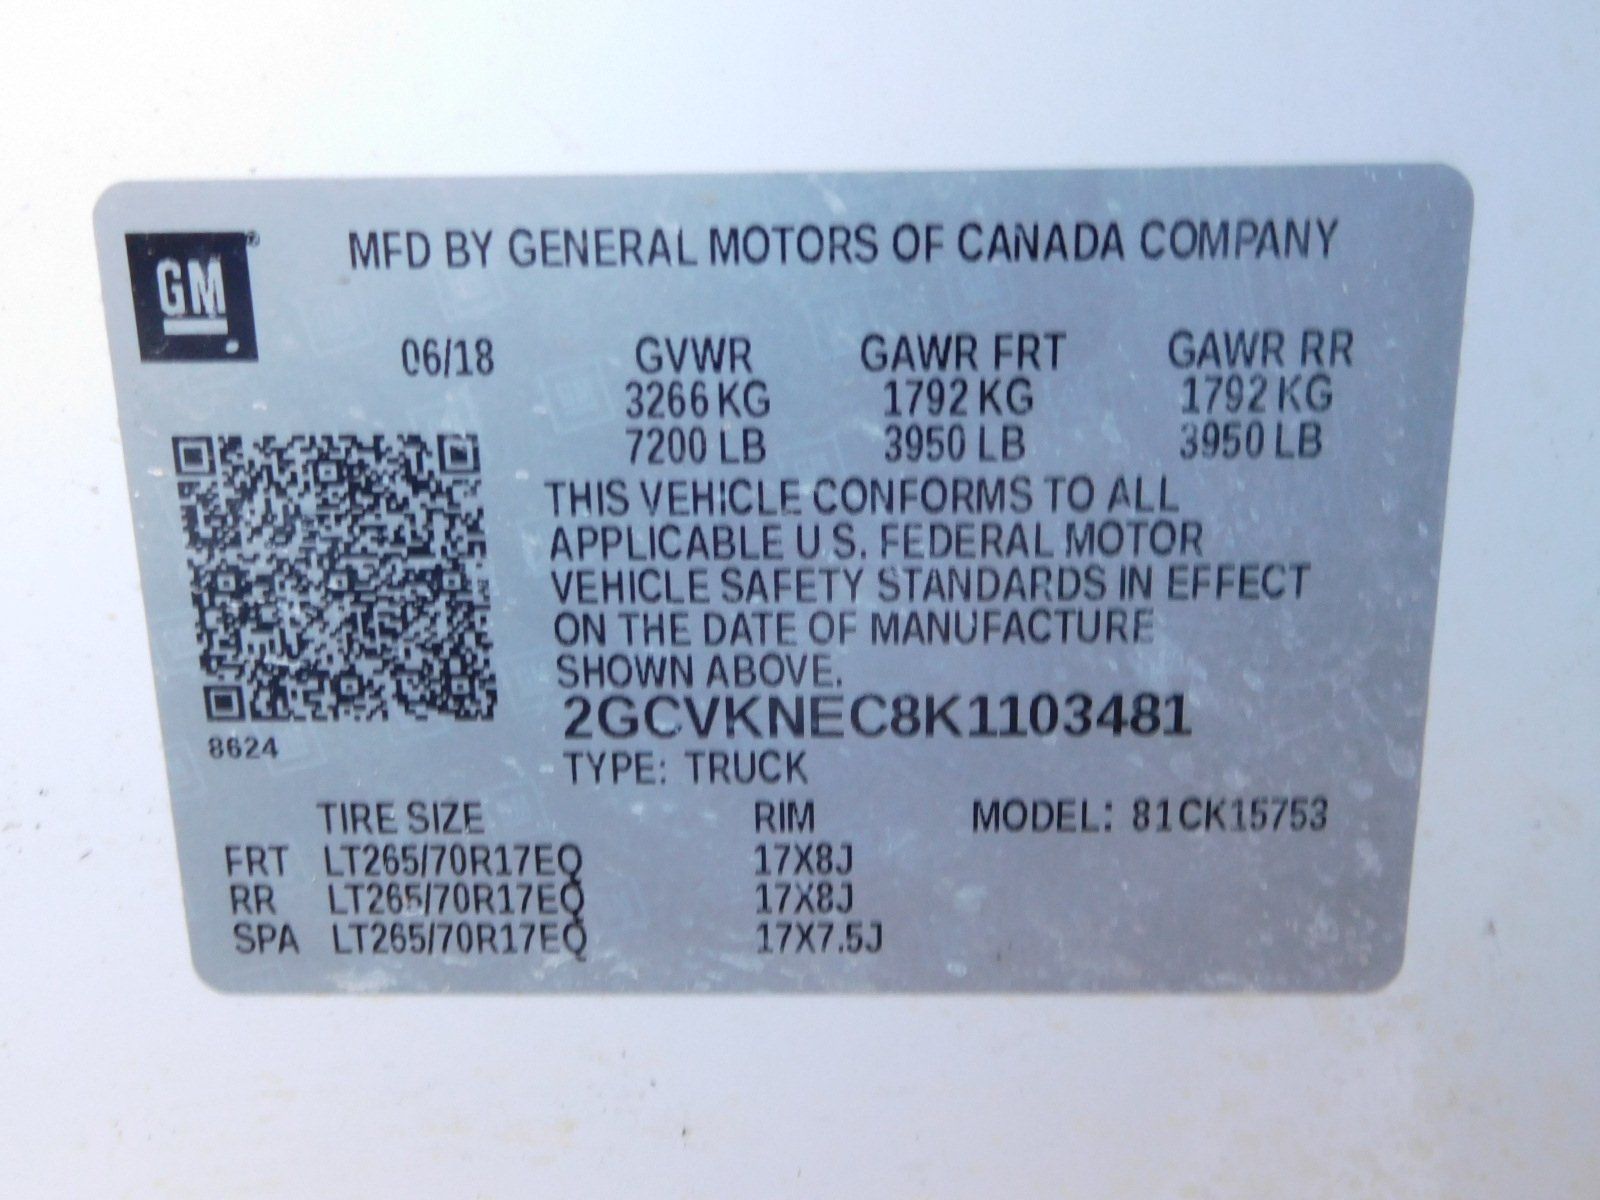 GM
MFD BY GENERAL MOTORS OF CANADA COMPANY
06/18 GVWR GAWR FRT GAWR RR
3266 KG 1792 KG 1792 KG
7200 LB 3950 LB 3950 LB
THIS VEHICLE CONFORMS TO ALL
APPLICABLE U.S. FEDERAL MOTOR
VEHICLE SAFETY STANDARDS IN EFFECT
ON THE DATE OF MANUFACTURE
SHOWN ABOVE.
2GCVKNEC8K1103481
8624
TYPE: TRUCK
TIRE SIZE RIM MODEL: 81CK15753
FRT LT265/70R17EQ 17X8J
RR LT265/70R17EQ 17X8J
SPA LT265/70R17EQ 17X7.5J